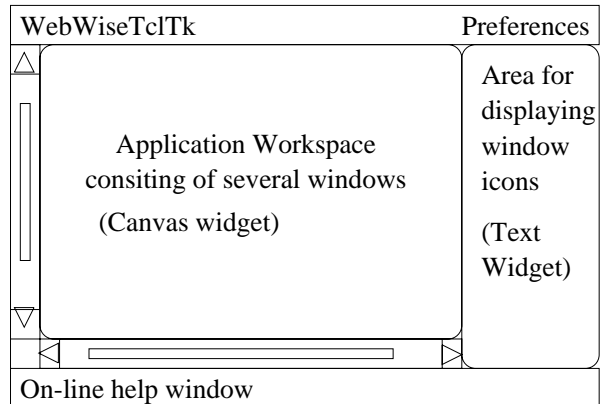 WebWiseTclTk Preferences
Application Workspace
consiting of several windows
(Canvas widget)
Area for
displaying
window
icons
(Text
Widget)
On-line help window